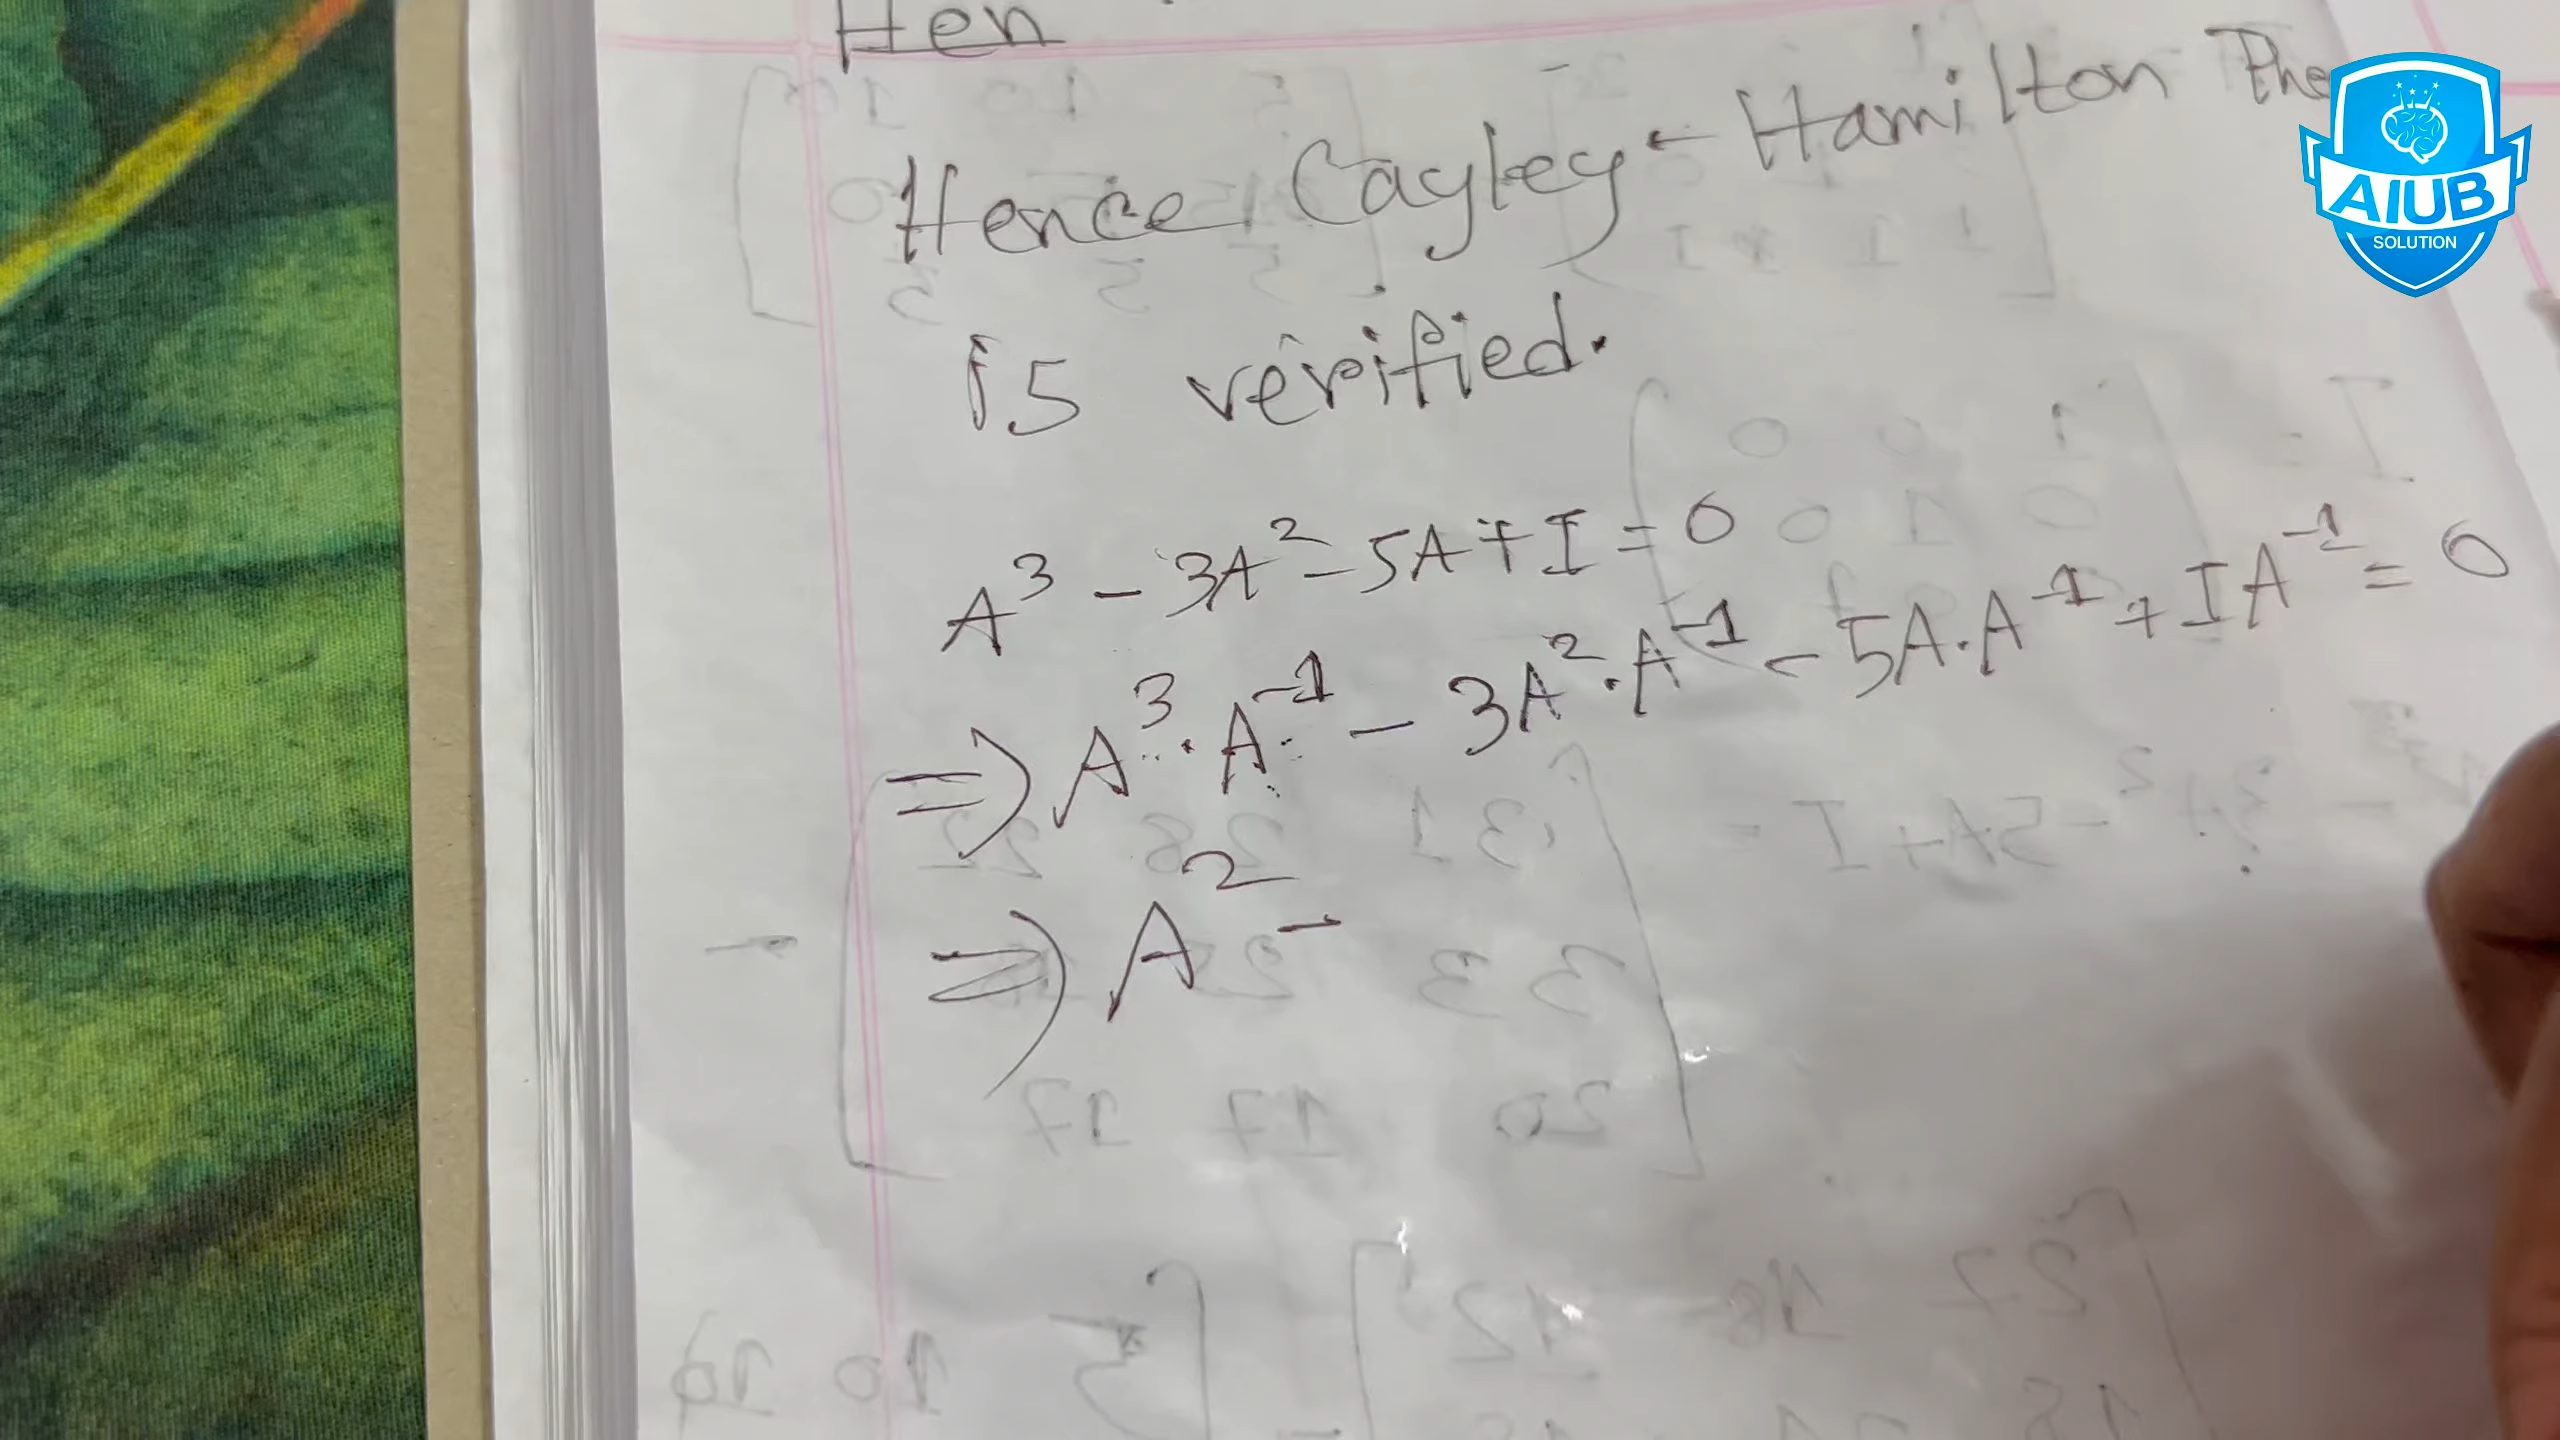 Hen
Hence Cayley - Hamilton The
is verified.
A³ - 3A² - 5A + I = 0
⇒ A³.A⁻¹ - 3A².A⁻¹ - 5A.A⁻¹ + IA⁻¹ = 0
⇒ A² -
AIUB
SOLUTION